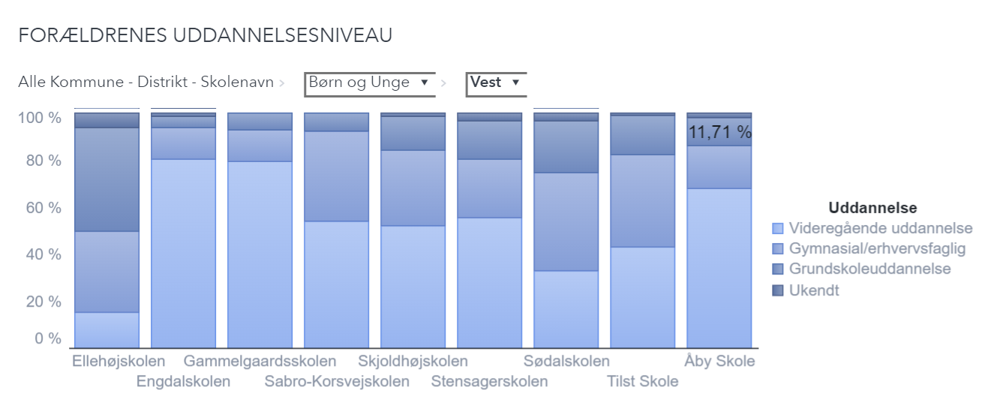 FORÆLDRENES UDDANNELSESNIVEAU
Alle Kommune - Distrikt - Skolenavn › Børn og Unge ▼ › Vest ▼
100 %
80 %
60 %
40 %
20 %
0 %
11,71 %
Ellehøjskolen
Engdalskolen
Gammelgaardsskolen
Sabro-Korsvejskolen
Skjoldhøjskolen
Stensagerskolen
Sødalskolen
Tilst Skole
Åby Skole
Uddannelse
Videregående uddannelse
Gymnasial/erhvervsfaglig
Grundskoleuddannelse
Ukendt